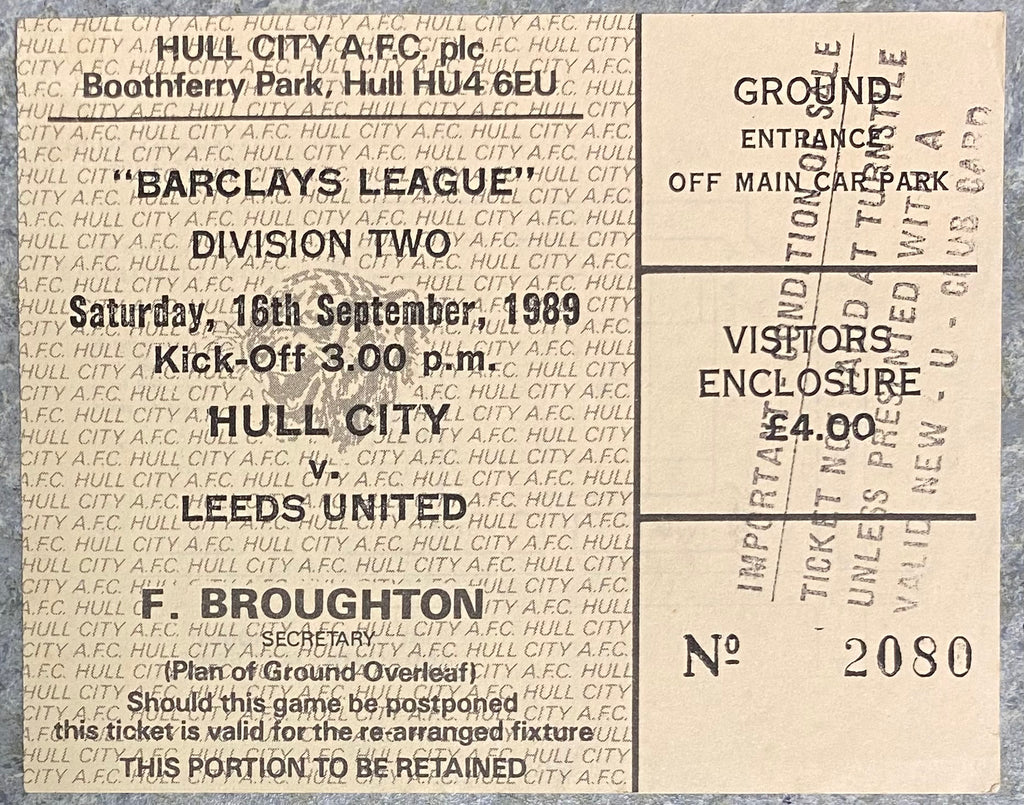 HULL CITY A.F.C. plc
Boothferry Park, Hull HU4 6EU
"BARCLAYS LEAGUE"
DIVISION TWO
Saturday, 16th September, 1989
Kick-Off 3.00 p.m.
HULL CITY
v.
LEEDS UNITED
F. BROUGHTON
SECRETARY
(Plan of Ground Overleaf)
Should this game be postponed
this ticket is valid for the re-arranged fixture
THIS PORTION TO BE RETAINED
GROUND
ENTRANCE
OFF MAIN CAR PARK
VISITORS
ENCLOSURE
£4.00
Nº 2080
IMPORTANT - CONDITION OF SALE
TICKET NOT VALID AT TURNSTILE
UNLESS PRESENTED WITH A
VALID NEW - U - CLUB CARD